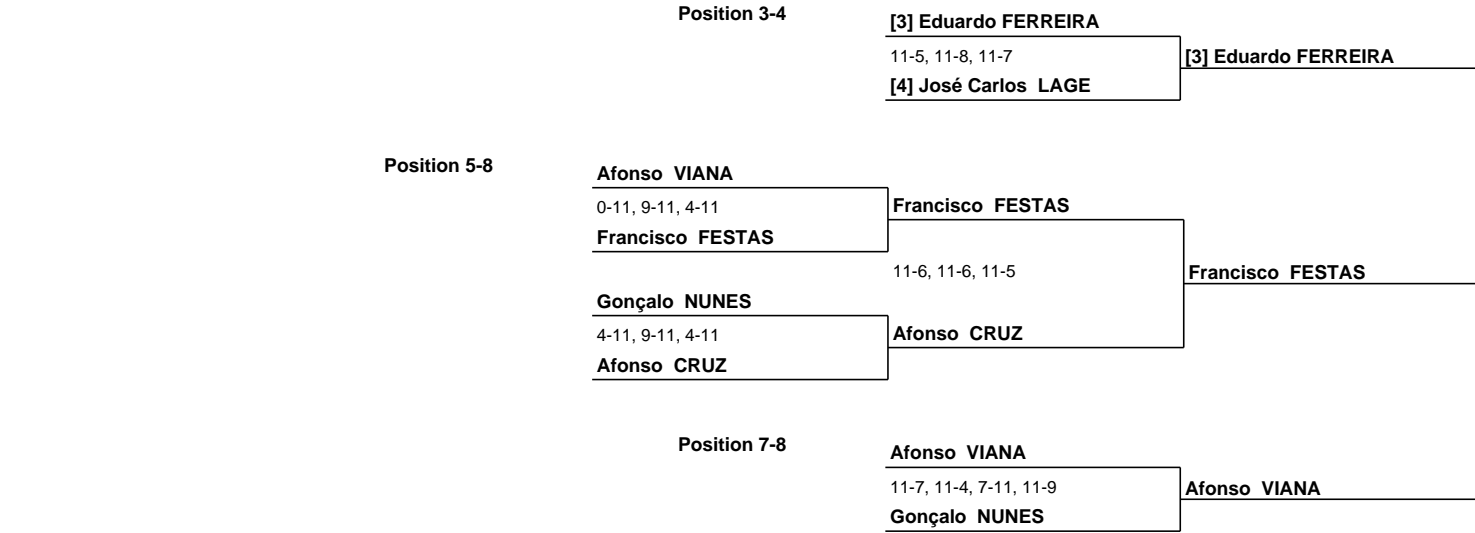 Position 3-4
[3] Eduardo FERREIRA
11-5, 11-8, 11-7
[3] Eduardo FERREIRA
[4] José Carlos LAGE
Position 5-8
Afonso VIANA
0-11, 9-11, 4-11
Francisco FESTAS
Francisco FESTAS
11-6, 11-6, 11-5
Francisco FESTAS
Gonçalo NUNES
4-11, 9-11, 4-11
Afonso CRUZ
Afonso CRUZ
Position 7-8
Afonso VIANA
11-7, 11-4, 7-11, 11-9
Afonso VIANA
Gonçalo NUNES